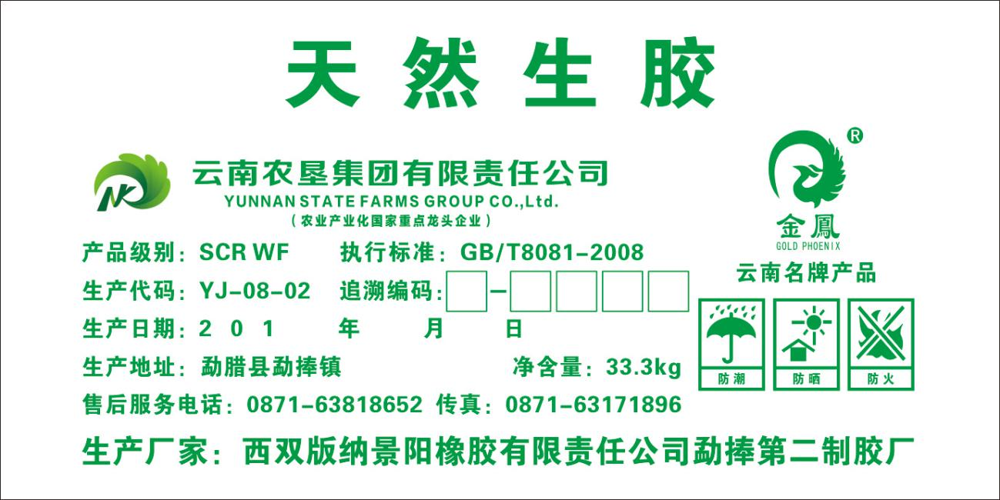 天然生胶
NK
云南农垦集团有限责任公司
YUNNAN STATE FARMS GROUP CO.,Ltd.
（农业产业化国家重点龙头企业）
®
金鳳
GOLD PHOENIX
云南名牌产品
产品级别：SCR WF 执行标准：GB/T8081-2008
生产代码：YJ-08-02 追溯编码：□-□□□□
生产日期：2 0 1 年 月 日
生产地址：勐腊县勐捧镇 净含量：33.3kg
防潮 防晒 防火
售后服务电话：0871-63818652 传真：0871-63171896
生产厂家：西双版纳景阳橡胶有限责任公司勐捧第二制胶厂